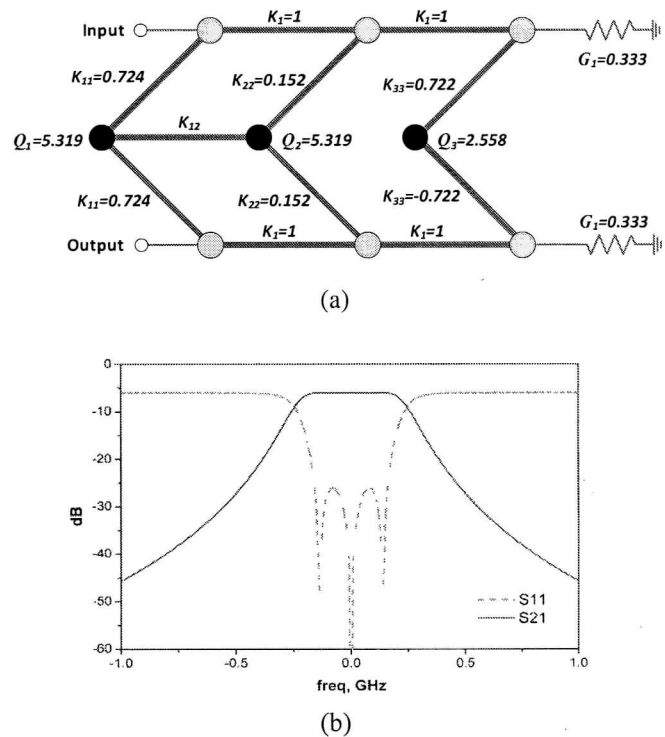 K₁=1 K₁=1
Input
G₁=0.333
K₁₁=0.724 K₂₂=0.152 K₃₃=0.722
K₁₂
Q₁=5.319 Q₂=5.319 Q₃=2.558
K₁₁=0.724 K₂₂=0.152 K₃₃=-0.722
G₁=0.333
K₁=1 K₁=1
Output
(a)
0
-10
-20
-30
-40
-50
-60
dB
S11
S21
-1.0 -0.5 0.0 0.5 1.0
freq, GHz
(b)